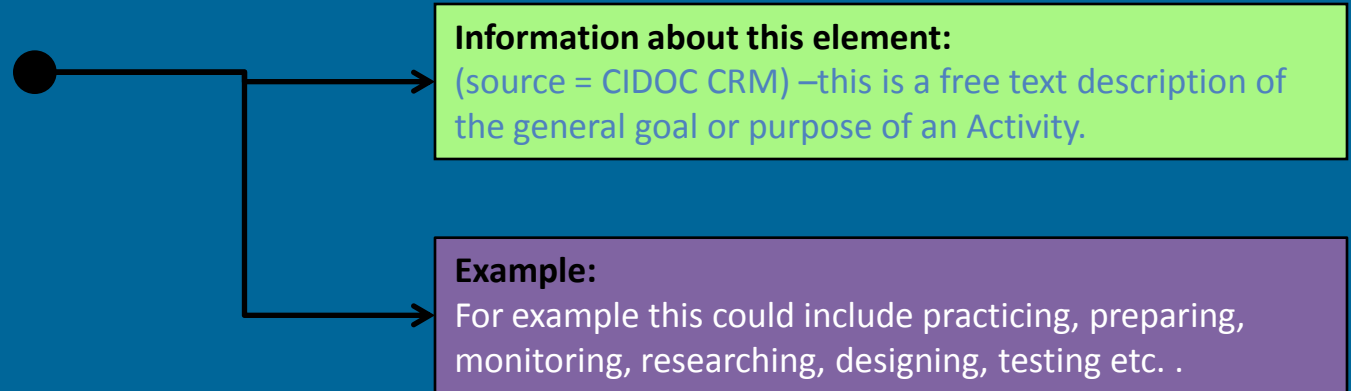 Information about this element:
(source = CIDOC CRM) –this is a free text description of
the general goal or purpose of an Activity.
Example:
For example this could include practicing, preparing,
monitoring, researching, designing, testing etc. .